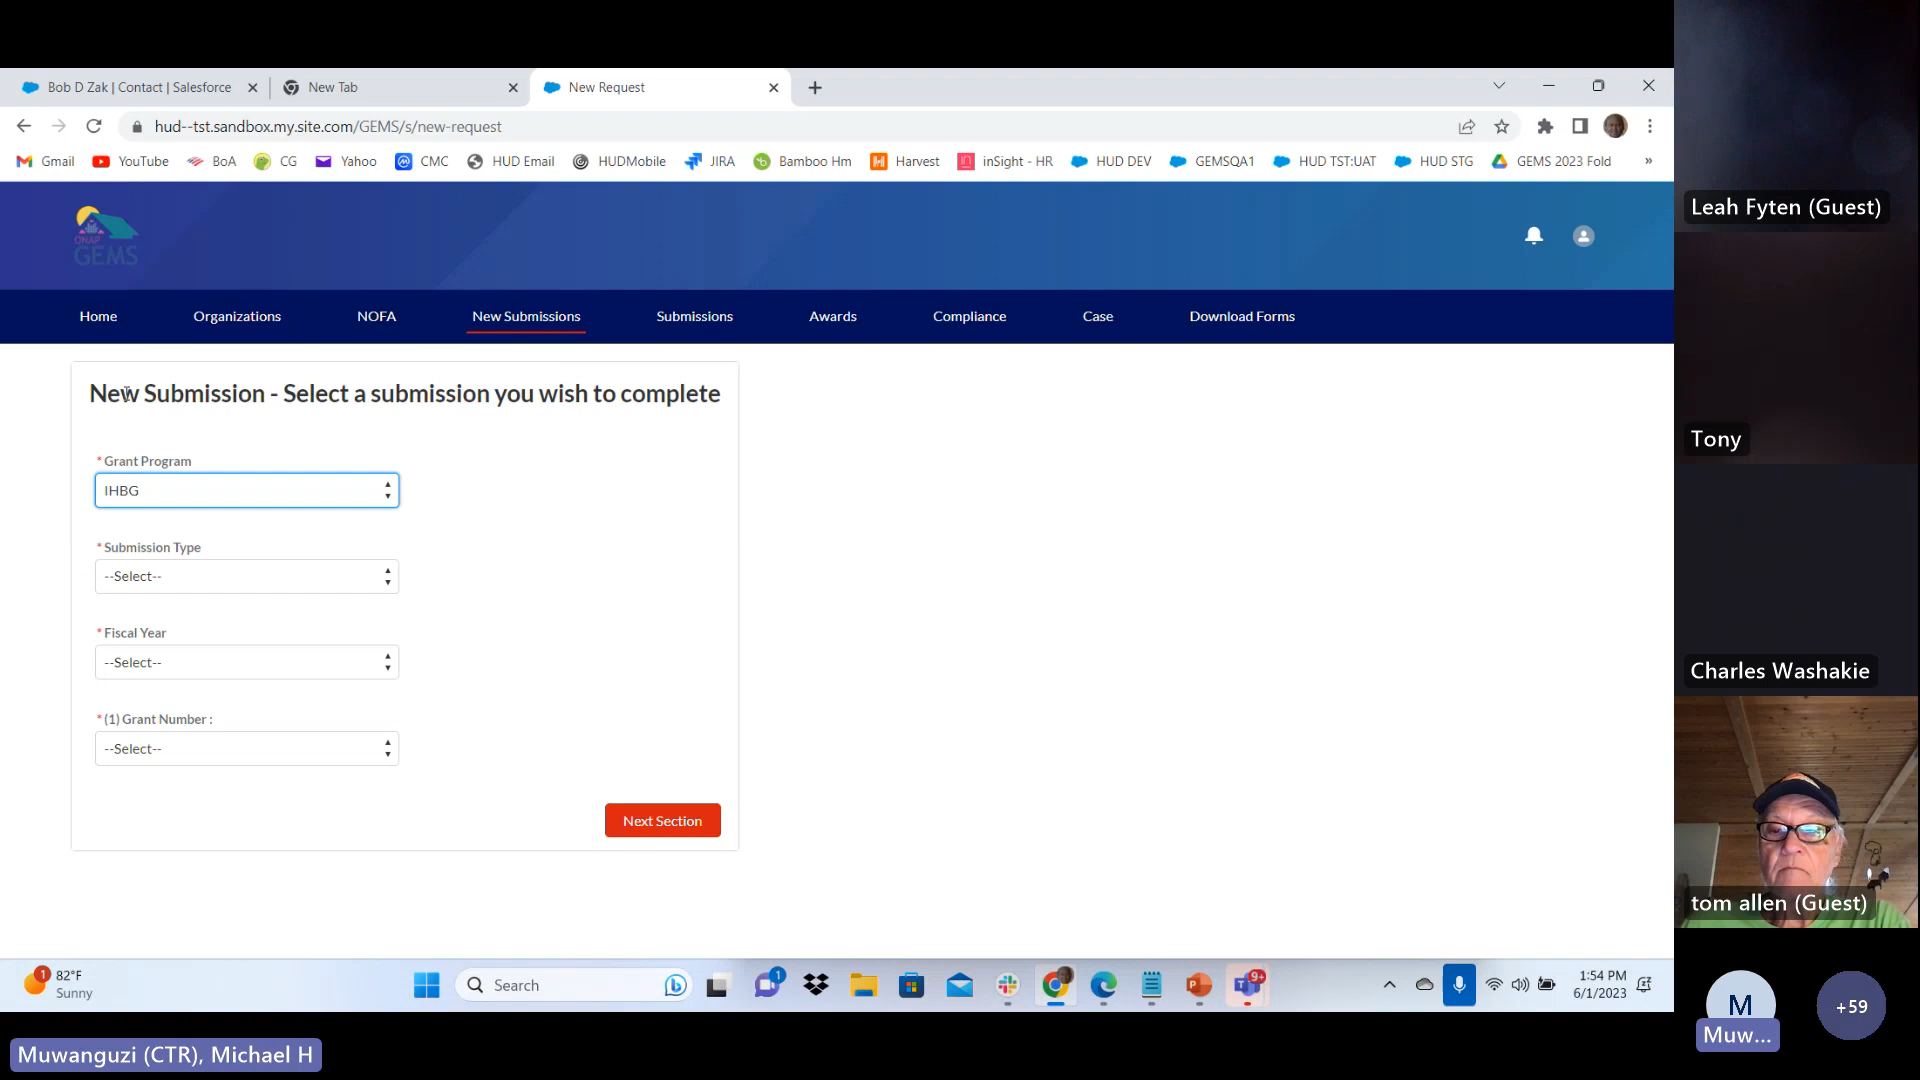 Bob D Zak | Contact | Salesforce
New Tab
New Request
hud--tst.sandbox.my.site.com/GEMS/s/new-request
Gmail
YouTube
BoA
CG
Yahoo
CMC
HUD Email
HUDMobile
JIRA
Bamboo Hm
Harvest
inSight - HR
HUD DEV
GEMSQA1
HUD TST:UAT
HUD STG
GEMS 2023 Fold
»
ONAP
GEMS
Home
Organizations
NOFA
New Submissions
Submissions
Awards
Compliance
Case
Download Forms
New Submission - Select a submission you wish to complete
* Grant Program
IHBG
* Submission Type
--Select--
* Fiscal Year
--Select--
* (1) Grant Number :
--Select--
Next Section
Leah Fyten (Guest)
Tony
Charles Washakie
tom allen (Guest)
M
Muw...
+59
1
82°F
Sunny
Search
1
9+
1:54 PM
6/1/2023
Muwanguzi (CTR), Michael H